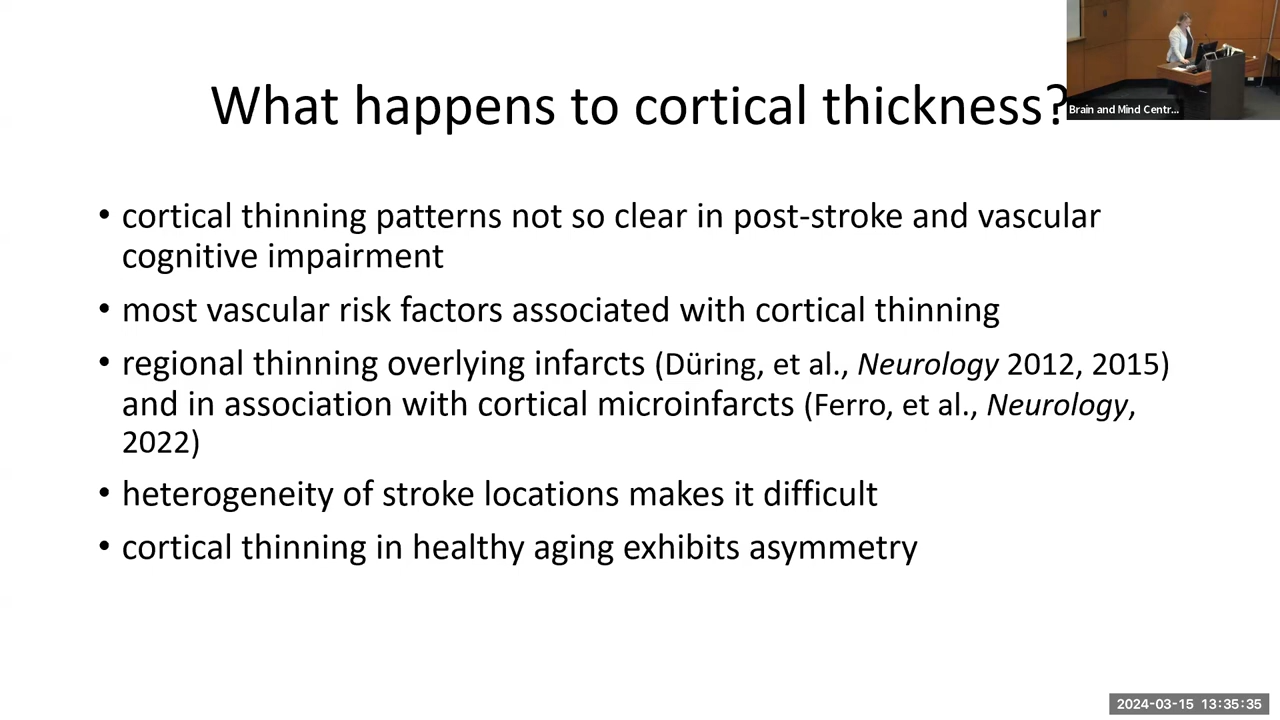 What happens to cortical thickness?
Brain and Mind Centr...
• cortical thinning patterns not so clear in post-stroke and vascular
cognitive impairment
• most vascular risk factors associated with cortical thinning
• regional thinning overlying infarcts (Düring, et al., Neurology 2012, 2015)
and in association with cortical microinfarcts (Ferro, et al., Neurology,
2022)
• heterogeneity of stroke locations makes it difficult
• cortical thinning in healthy aging exhibits asymmetry
2024-03-15 13:35:35